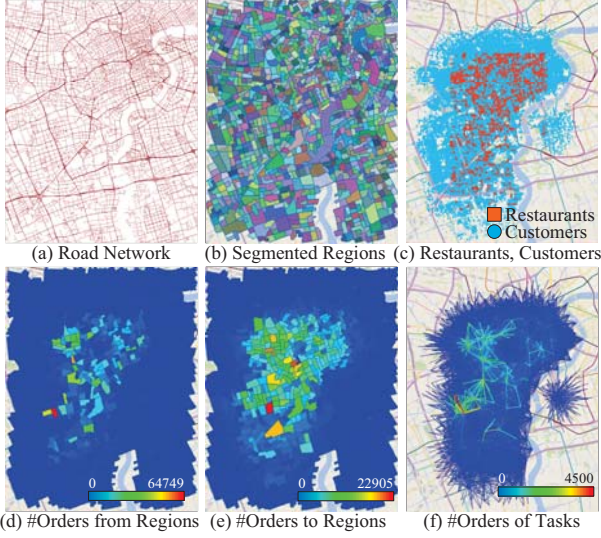 (a) Road Network
(b) Segmented Regions
Restaurants
Customers
(c) Restaurants, Customers
0 64749
(d) #Orders from Regions
0 22905
(e) #Orders to Regions
0 4500
(f) #Orders of Tasks